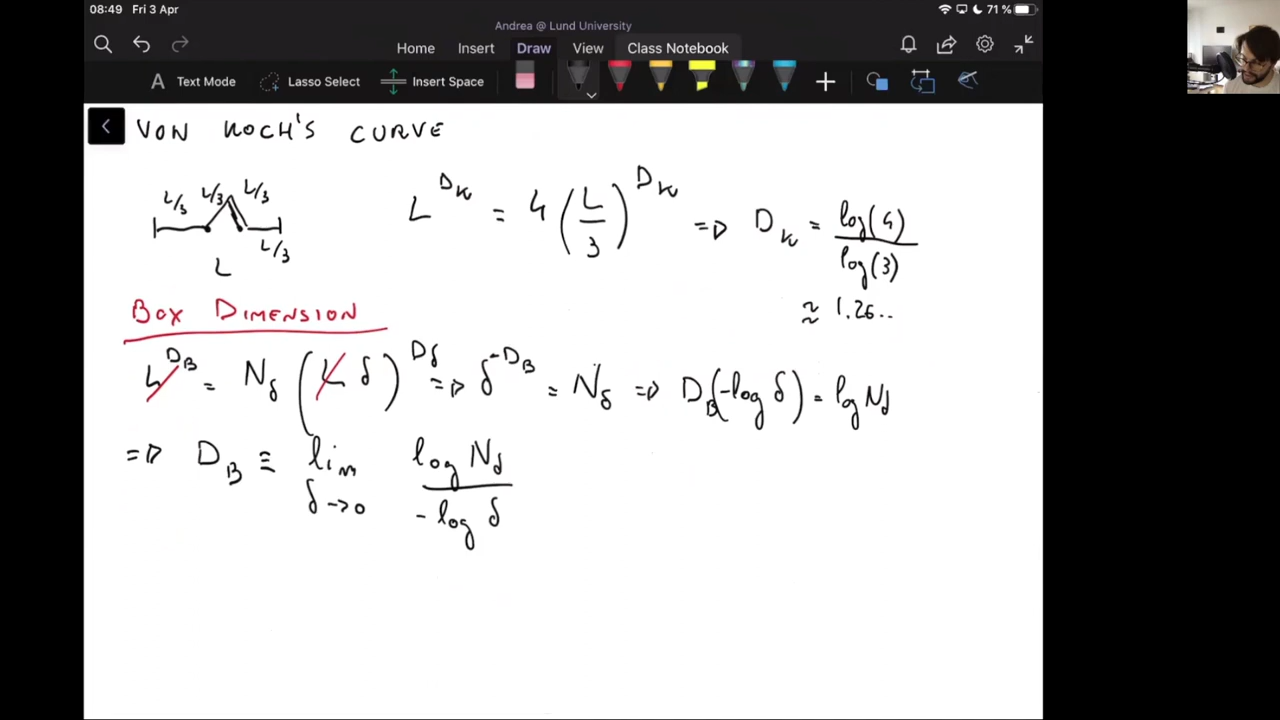 08:49 Fri 3 Apr
71 %
Andrea @ Lund University
Home Insert Draw View Class Notebook
Text Mode Lasso Select Insert Space
VON KOCH'S CURVE
L/3 L/3 L/3
L/3
L
L^{D_K} = 4 (L/3)^{D_K} => D_K = log(4)/log(3)
≈ 1.26..
BOX DIMENSION
L^{D_B} = N_δ (L δ)^{Dδ} => δ^{-D_B} = N_δ => D_B(-log δ) = log N_δ
=> D_B ≡ lim_{δ->0} log N_δ / -log δ